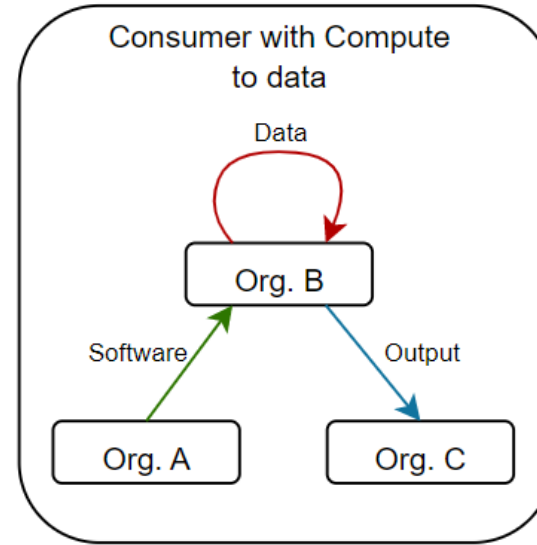 Consumer with Compute
to data
Data
Org. B
Software
Output
Org. A
Org. C